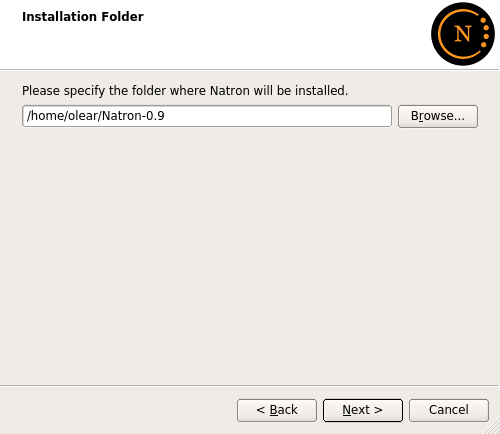 Installation Folder
N
Please specify the folder where Natron will be installed.
/home/olear/Natron-0.9
Browse...
< Back
Next >
Cancel